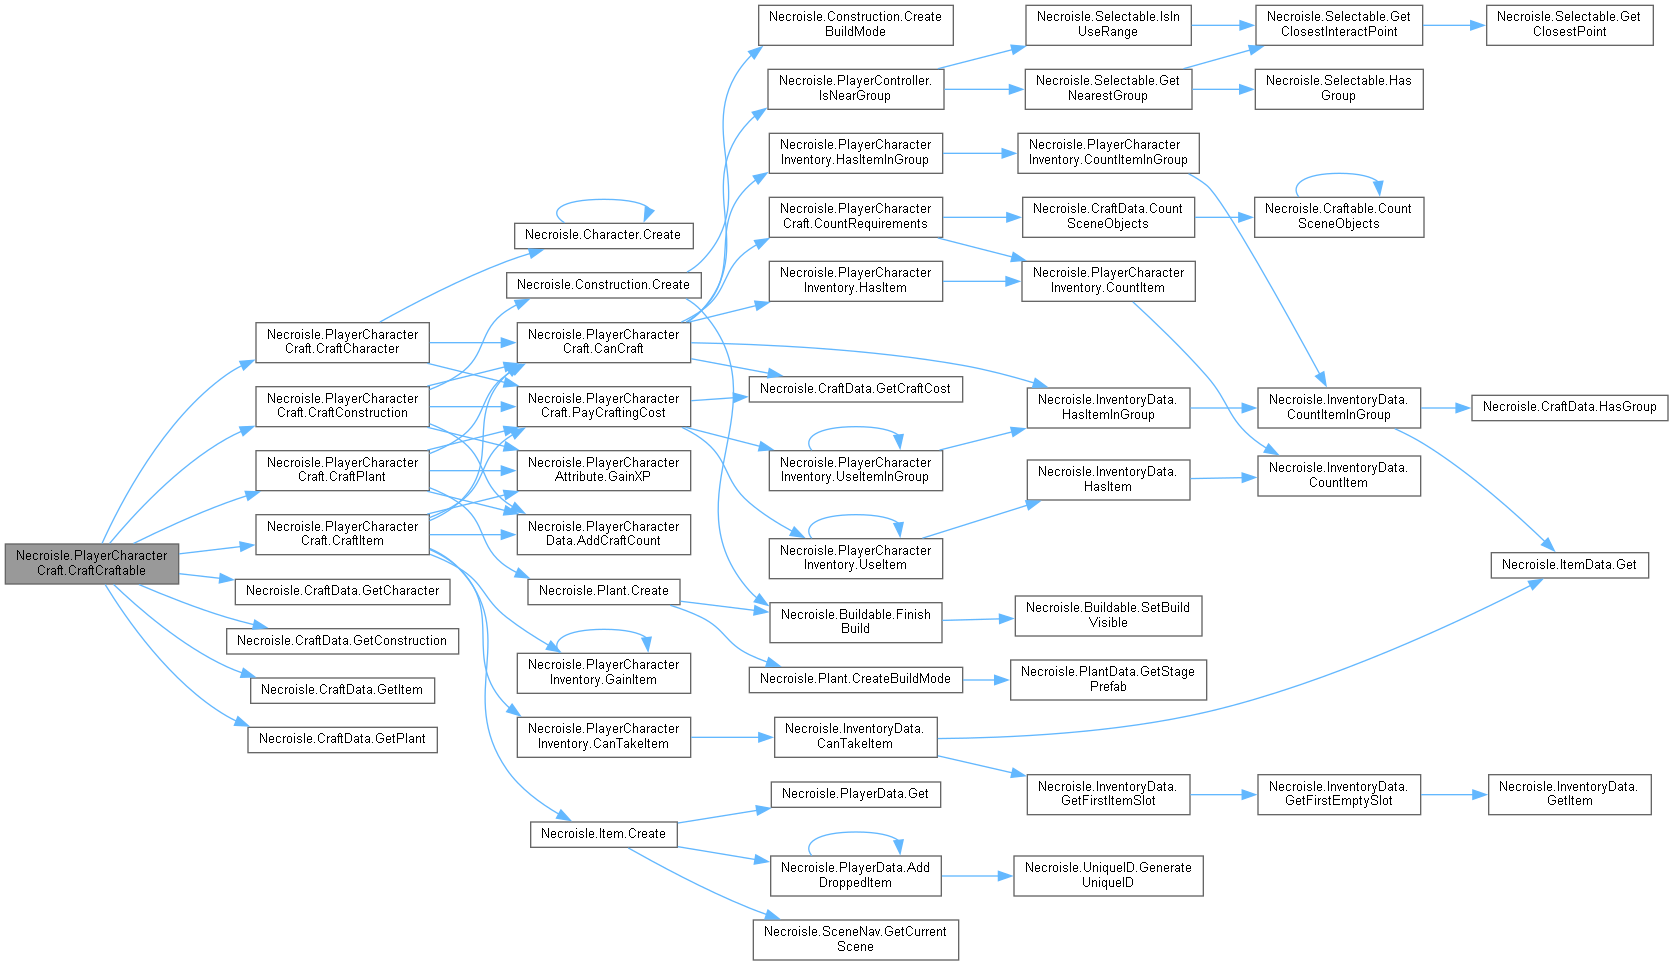 Necroisle.PlayerCharacter
Craft.CraftCraftable
Necroisle.PlayerCharacter
Craft.CraftCharacter
Necroisle.PlayerCharacter
Craft.CraftConstruction
Necroisle.PlayerCharacter
Craft.CraftPlant
Necroisle.PlayerCharacter
Craft.CraftItem
Necroisle.CraftData.GetCharacter
Necroisle.CraftData.GetConstruction
Necroisle.CraftData.GetItem
Necroisle.CraftData.GetPlant
Necroisle.Character.Create
Necroisle.Construction.Create
Necroisle.PlayerCharacter
Craft.CanCraft
Necroisle.PlayerCharacter
Craft.PayCraftingCost
Necroisle.PlayerCharacter
Attribute.GainXP
Necroisle.PlayerCharacter
Data.AddCraftCount
Necroisle.Plant.Create
Necroisle.PlayerCharacter
Inventory.GainItem
Necroisle.PlayerCharacter
Inventory.CanTakeItem
Necroisle.Item.Create
Necroisle.Construction.Create
BuildMode
Necroisle.PlayerController.
IsNearGroup
Necroisle.PlayerCharacter
Inventory.HasItemInGroup
Necroisle.PlayerCharacter
Craft.CountRequirements
Necroisle.PlayerCharacter
Inventory.HasItem
Necroisle.CraftData.GetCraftCost
Necroisle.PlayerCharacter
Inventory.UseItemInGroup
Necroisle.PlayerCharacter
Inventory.UseItem
Necroisle.Buildable.Finish
Build
Necroisle.Plant.CreateBuildMode
Necroisle.InventoryData.
CanTakeItem
Necroisle.PlayerData.Get
Necroisle.PlayerData.Add
DroppedItem
Necroisle.SceneNav.GetCurrent
Scene
Necroisle.Selectable.IsIn
UseRange
Necroisle.Selectable.Get
NearestGroup
Necroisle.PlayerCharacter
Inventory.CountItemInGroup
Necroisle.CraftData.Count
SceneObjects
Necroisle.PlayerCharacter
Inventory.CountItem
Necroisle.InventoryData.
HasItemInGroup
Necroisle.InventoryData.
HasItem
Necroisle.Buildable.SetBuild
Visible
Necroisle.PlantData.GetStage
Prefab
Necroisle.InventoryData.
GetFirstItemSlot
Necroisle.UniqueID.Generate
UniqueID
Necroisle.Selectable.Get
ClosestInteractPoint
Necroisle.Selectable.Has
Group
Necroisle.Craftable.Count
SceneObjects
Necroisle.InventoryData.
CountItemInGroup
Necroisle.InventoryData.
CountItem
Necroisle.InventoryData.
GetFirstEmptySlot
Necroisle.Selectable.Get
ClosestPoint
Necroisle.CraftData.HasGroup
Necroisle.ItemData.Get
Necroisle.InventoryData.
GetItem